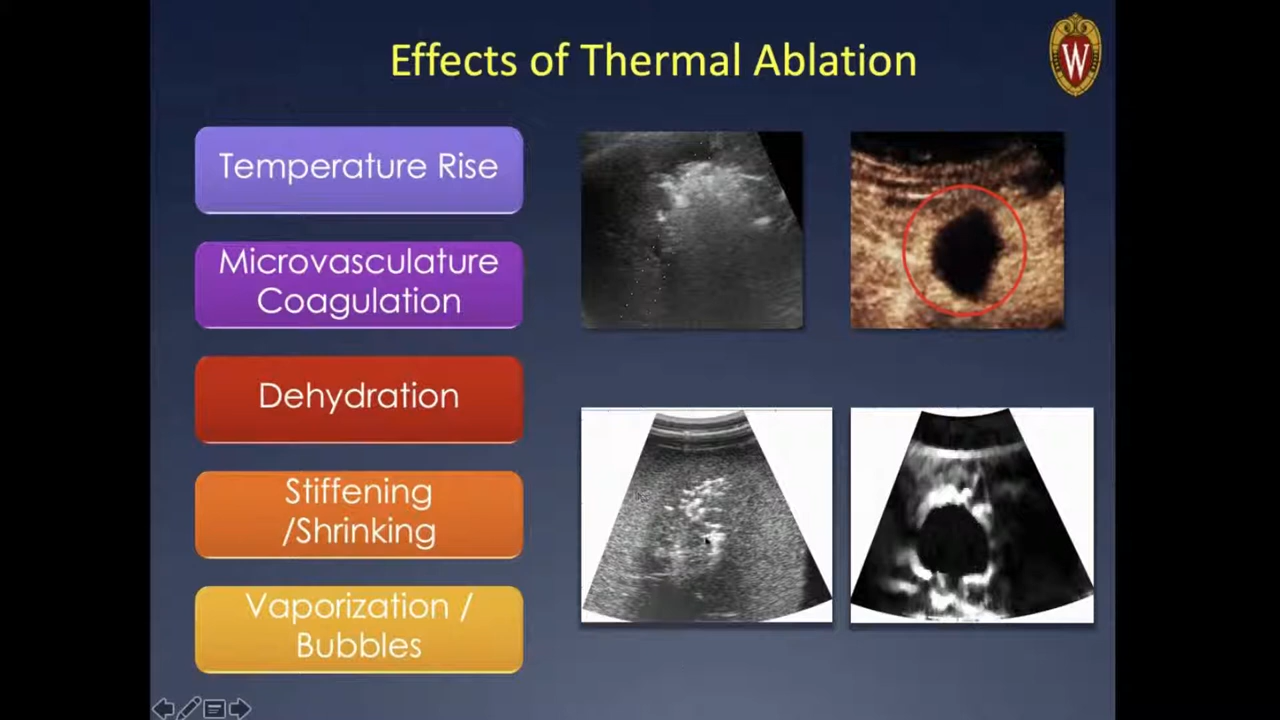 Effects of Thermal Ablation
W
Temperature Rise
Microvasculature
Coagulation
Dehydration
Stiffening
/Shrinking
Vaporization /
Bubbles